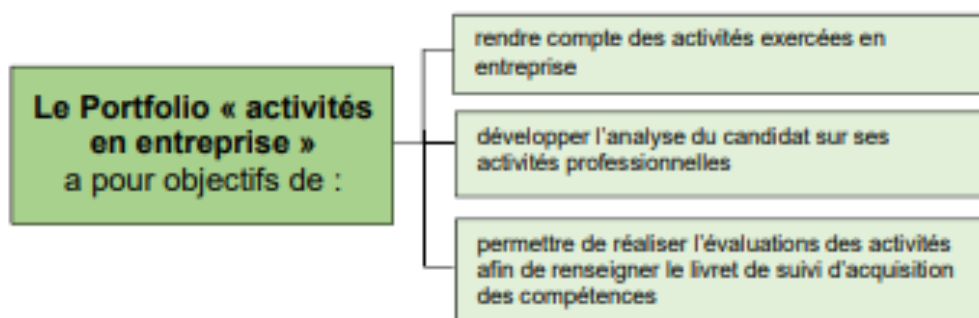 Le Portfolio « activités
en entreprise »
a pour objectifs de :
rendre compte des activités exercées en
entreprise
développer l'analyse du candidat sur ses
activités professionnelles
permettre de réaliser l'évaluations des activités
afin de renseigner le livret de suivi d'acquisition
des compétences